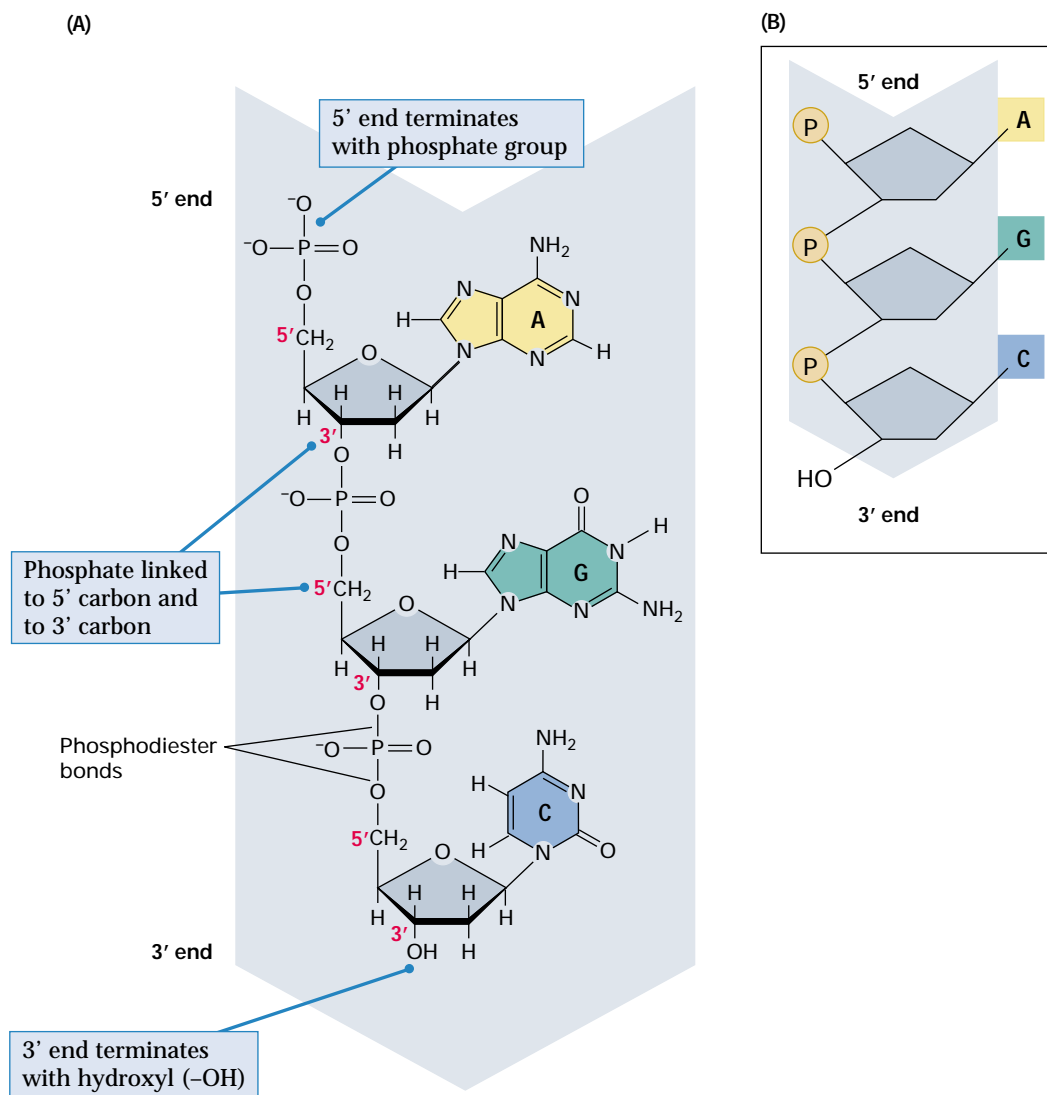 (A)
5’ end terminates
with phosphate group
5′ end
⁻O
⁻O P O
O
5′ CH₂
O
NH₂
N
N
A
H
N
N
H
H
H
H
H
H
3′
O
⁻O P O
O
Phosphate linked
to 5’ carbon and
to 3’ carbon
5′ CH₂
O
O
N
N
H
G
H
N
N
NH₂
H
H
H
H
H
3′
O
Phosphodiester
bonds
⁻O P O
O
5′ CH₂
O
NH₂
H
N
C
H
N
O
H
H
H
H
H
3′
OH
3′ end
3’ end terminates
with hydroxyl (–OH)
(B)
5′ end
P
A
P
G
P
C
HO
3′ end